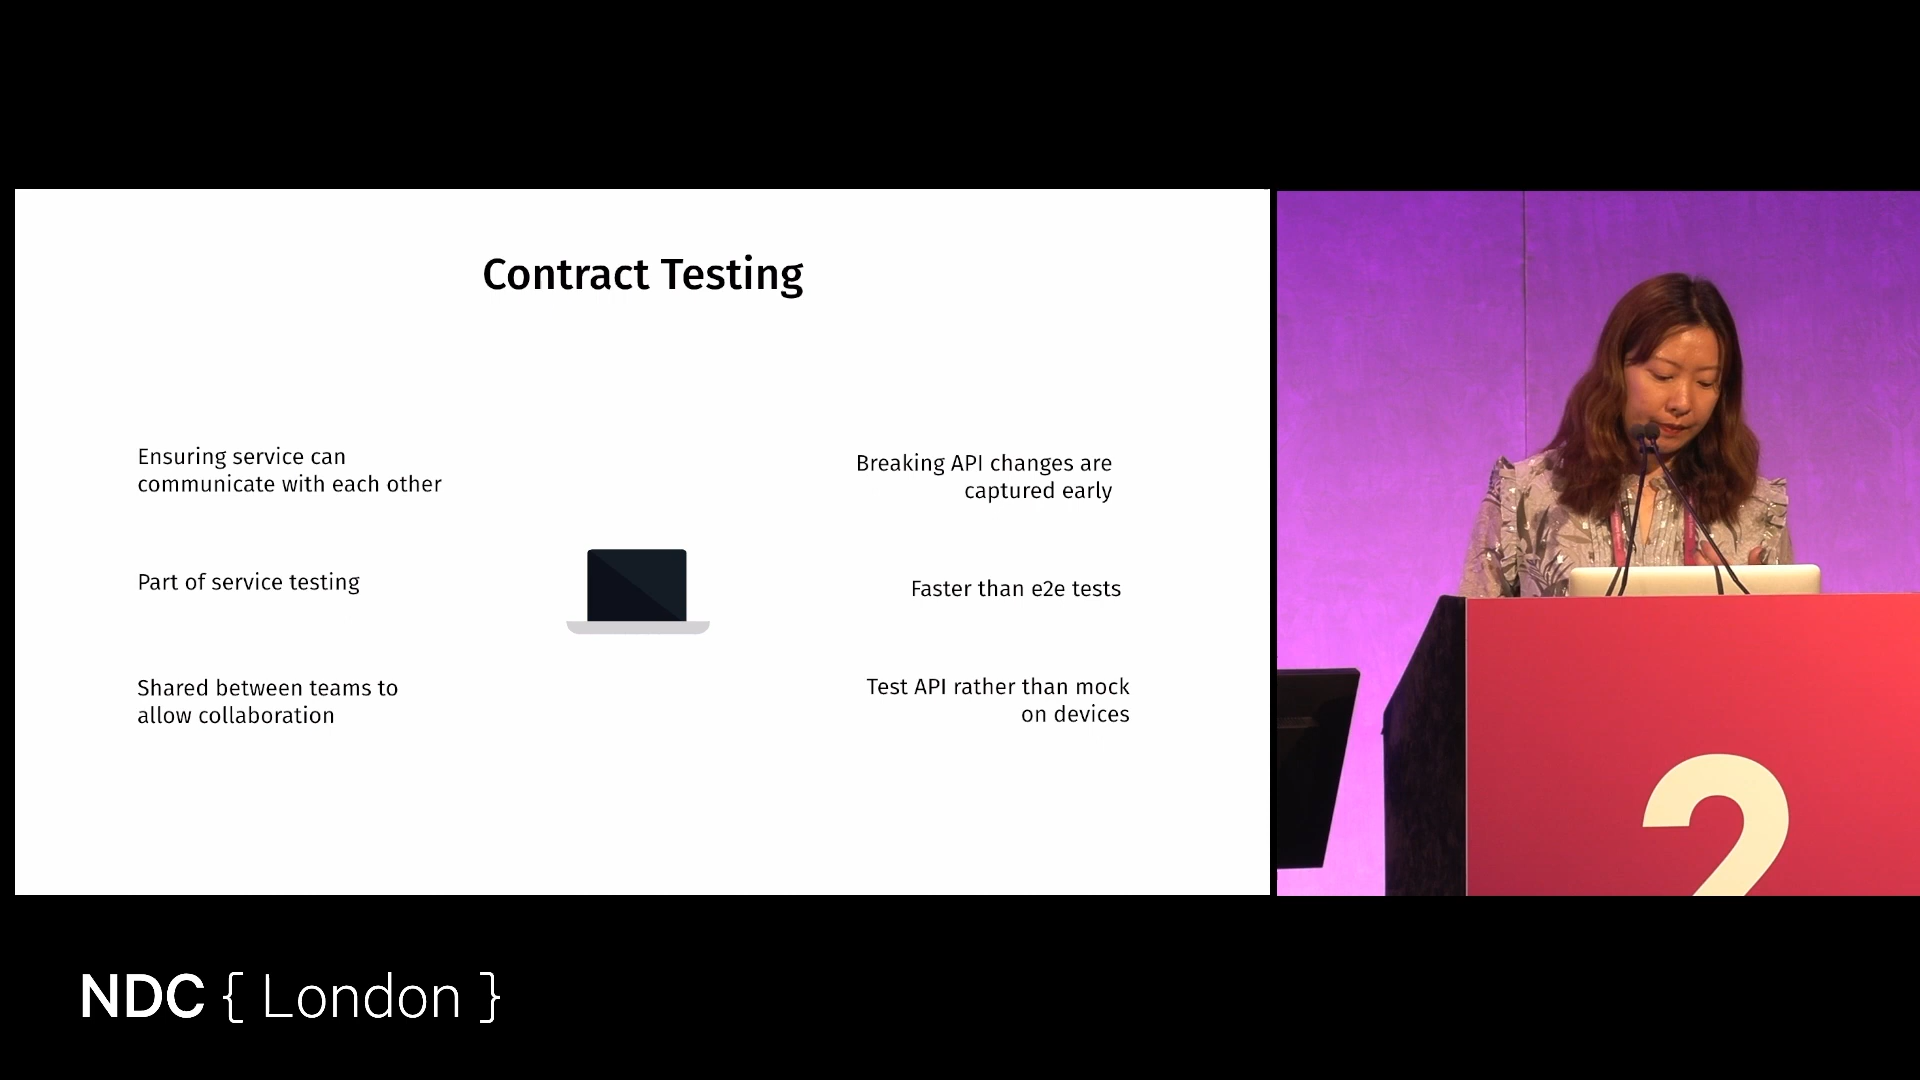 Contract Testing
Ensuring service can
communicate with each other
Part of service testing
Shared between teams to
allow collaboration
Breaking API changes are
captured early
Faster than e2e tests
Test API rather than mock
on devices
2
NDC { London }